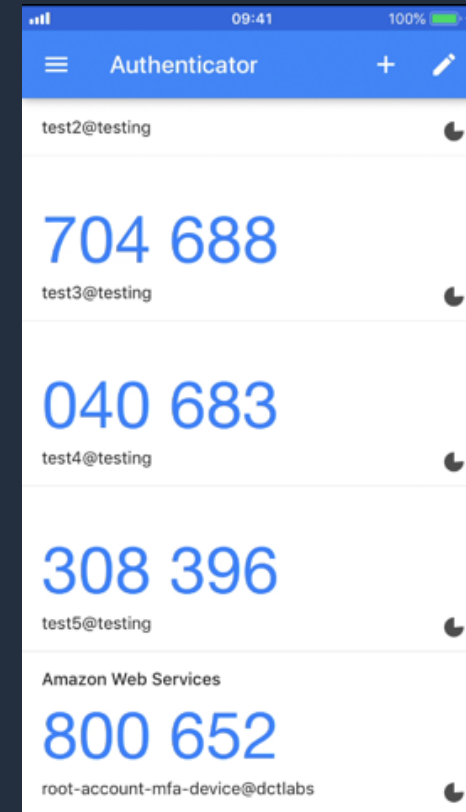 09:41
100%
Authenticator
test2@testing
704 688
test3@testing
040 683
test4@testing
308 396
test5@testing
Amazon Web Services
800 652
root-account-mfa-device@dctlabs